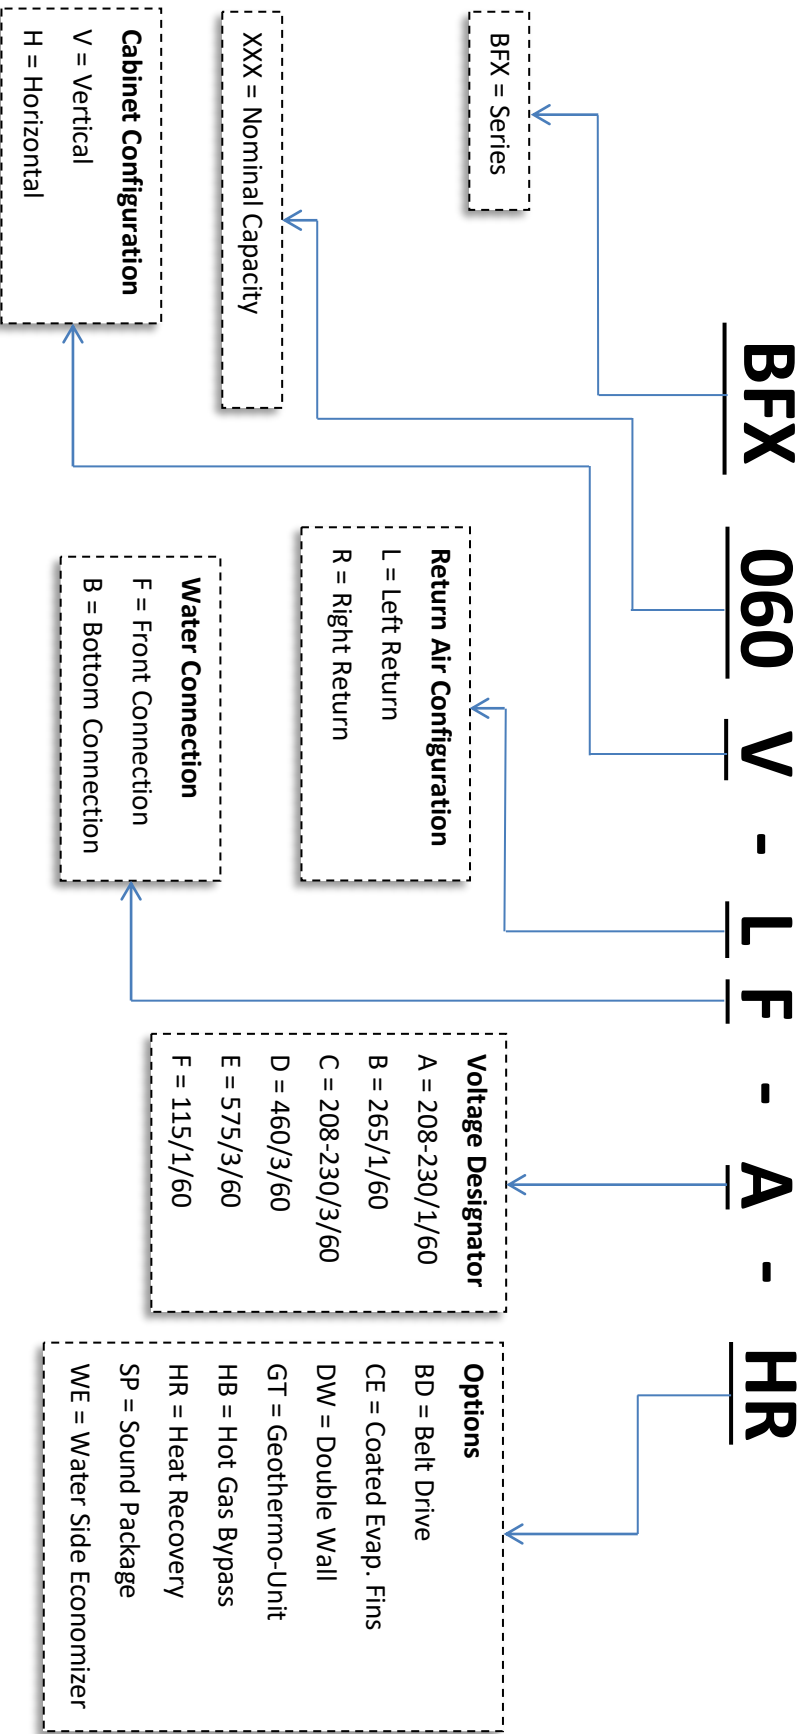 BFX 060 V - L F - A - HR
BFX = Series
XXX = Nominal Capacity
Cabinet Configuration
V = Vertical
H = Horizontal
Return Air Configuration
L = Left Return
R = Right Return
Water Connection
F = Front Connection
B = Bottom Connection
Voltage Designator
A = 208-230/1/60
B = 265/1/60
C = 208-230/3/60
D = 460/3/60
E = 575/3/60
F = 115/1/60
Options
BD = Belt Drive
CE = Coated Evap. Fins
DW = Double Wall
GT = Geothermo-Unit
HB = Hot Gas Bypass
HR = Heat Recovery
SP = Sound Package
WE = Water Side Economizer